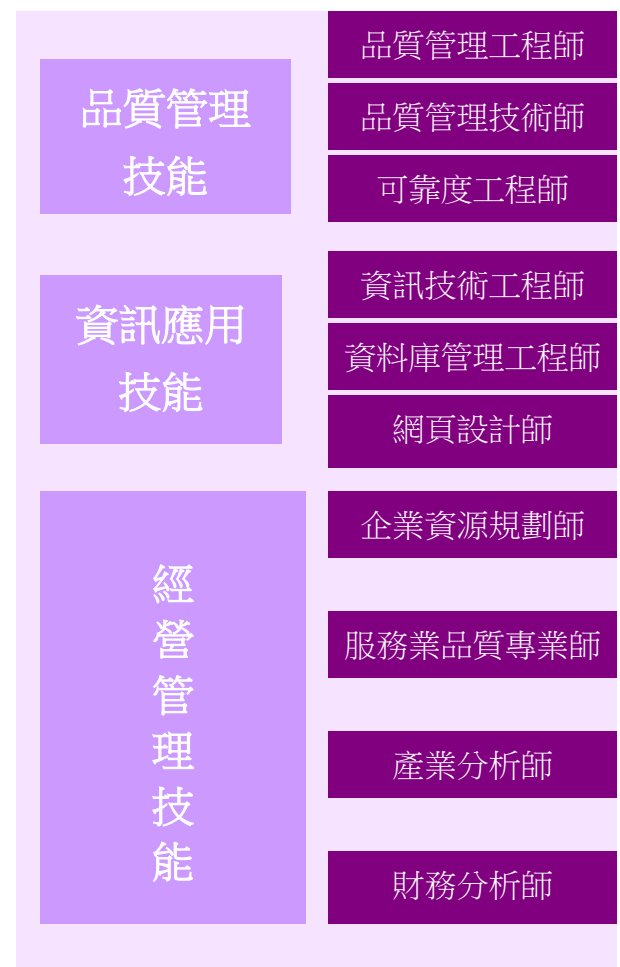 品質管理
技能
品質管理工程師
品質管理技術師
可靠度工程師
資訊應用
技能
資訊技術工程師
資料庫管理工程師
網頁設計師
經營管理技能
企業資源規劃師
服務業品質專業師
產業分析師
財務分析師